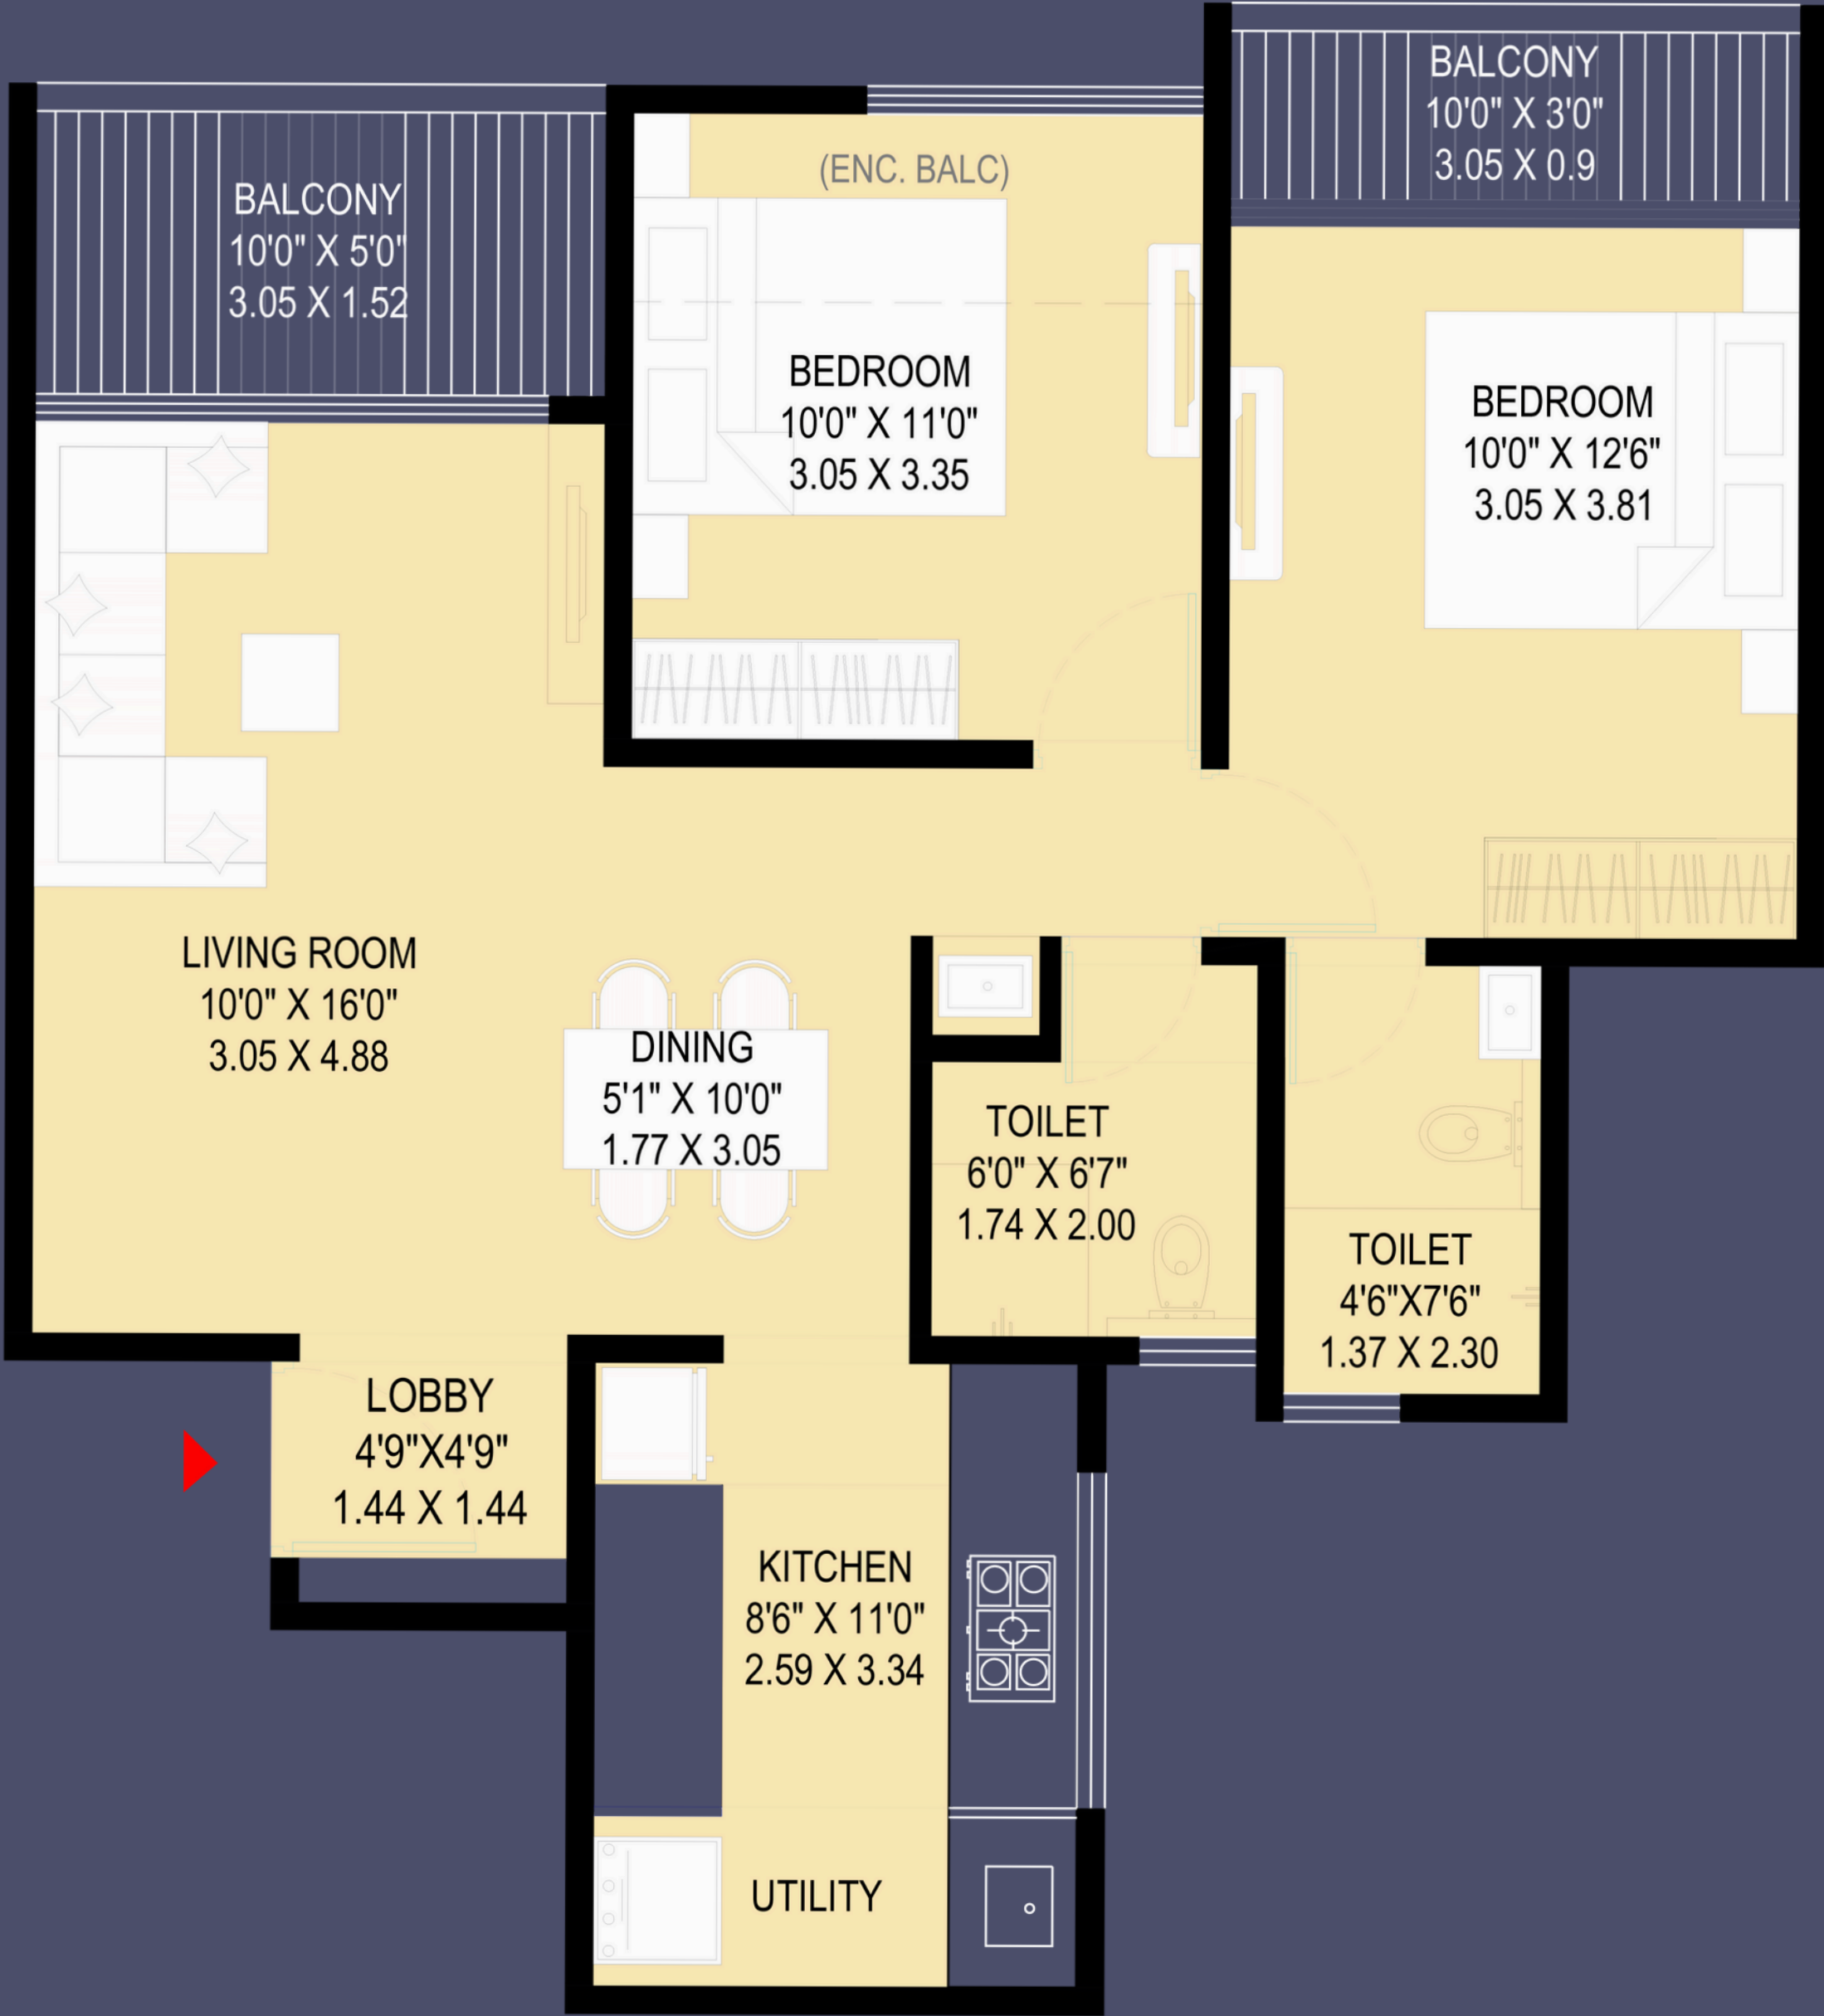 BALCONY
10'0" X 3'0"
3.05 X 0.9
BALCONY
10'0" X 5'0"
3.05 X 1.52
(ENC. BALC)
BEDROOM
10'0" X 11'0"
3.05 X 3.35
BEDROOM
10'0" X 12'6"
3.05 X 3.81
LIVING ROOM
10'0" X 16'0"
3.05 X 4.88
DINING
5'1" X 10'0"
1.77 X 3.05
TOILET
6'0" X 6'7"
1.74 X 2.00
TOILET
4'6"X7'6"
1.37 X 2.30
LOBBY
4'9"X4'9"
1.44 X 1.44
KITCHEN
8'6" X 11'0"
2.59 X 3.34
UTILITY